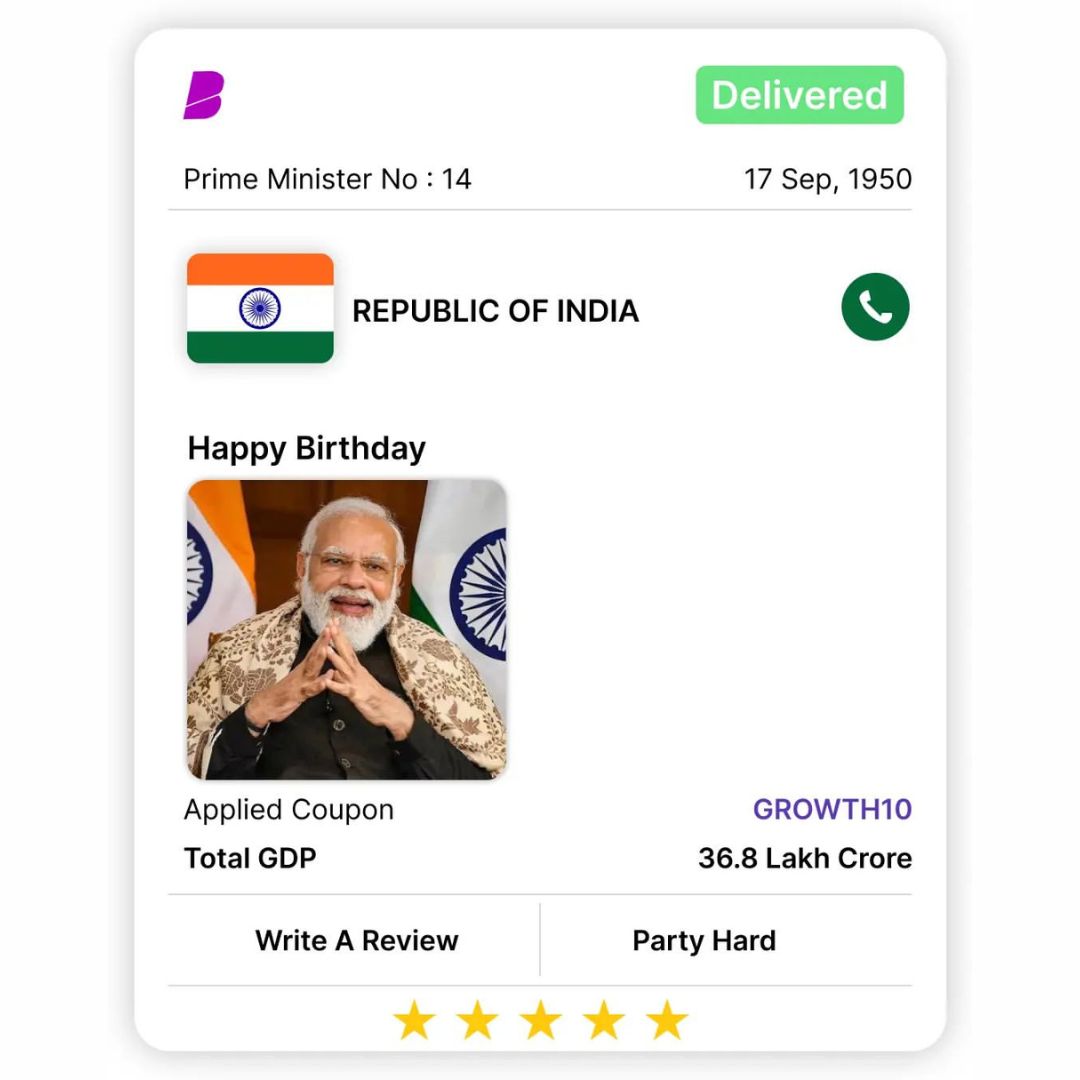 Delivered
Prime Minister No : 14
17 Sep, 1950
REPUBLIC OF INDIA
Happy Birthday
Applied Coupon
GROWTH10
Total GDP
36.8 Lakh Crore
Write A Review
Party Hard